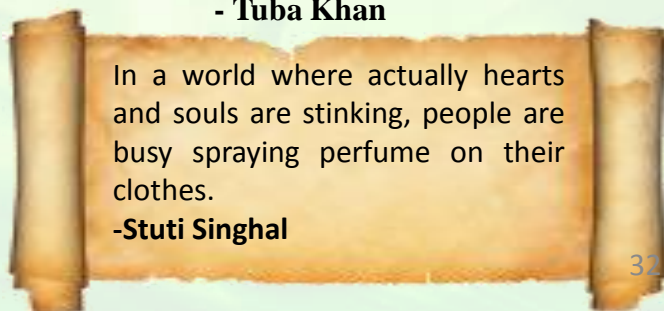 - Tuba Khan
In a world where actually hearts
and souls are stinking, people are
busy spraying perfume on their
clothes.
-Stuti Singhal
32